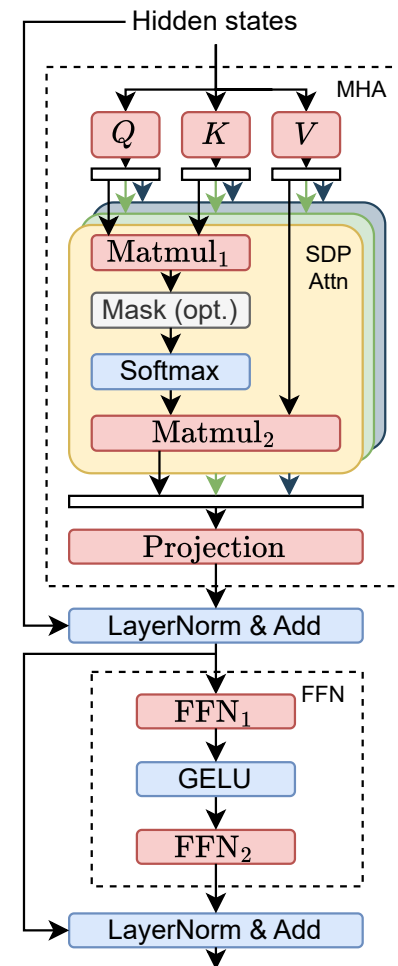 Hidden states
MHA
Q K V
Matmul₁
SDP
Attn
Mask (opt.)
Softmax
Matmul₂
Projection
LayerNorm & Add
FFN
FFN₁
GELU
FFN₂
LayerNorm & Add